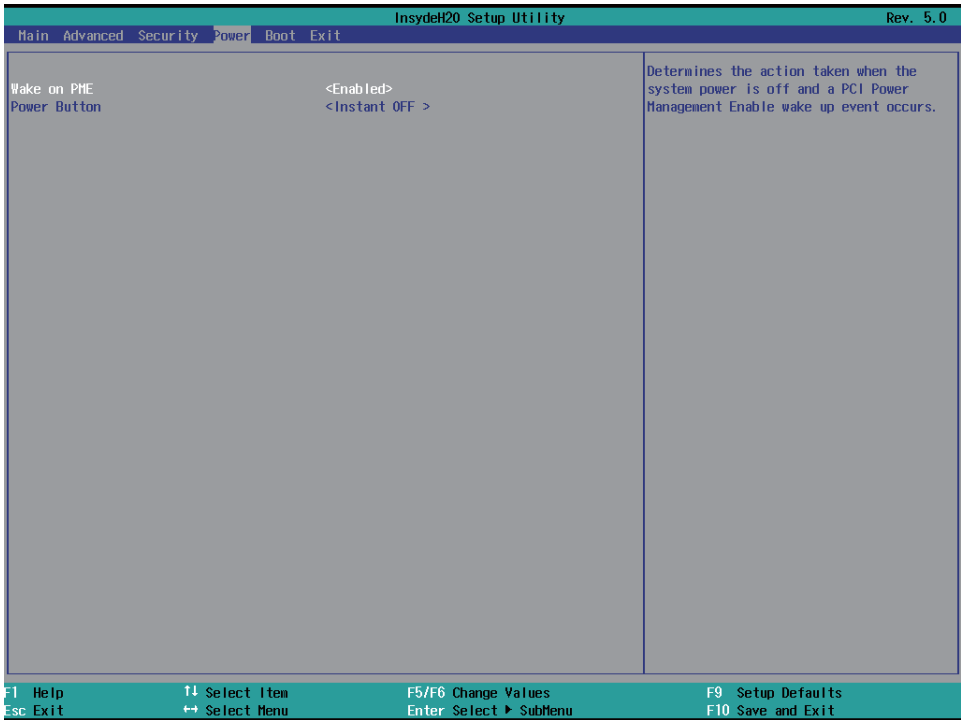 InsydeH20 Setup Utility Rev. 5.0
Main Advanced Security Power Boot Exit
Wake on PME <Enabled>
Power Button <Instant OFF >
Determines the action taken when the
system power is off and a PCI Power
Management Enable wake up event occurs.
F1 Help ↑↓ Select Item F5/F6 Change Values F9 Setup Defaults
Esc Exit ↔ Select Menu Enter Select ▶ SubMenu F10 Save and Exit